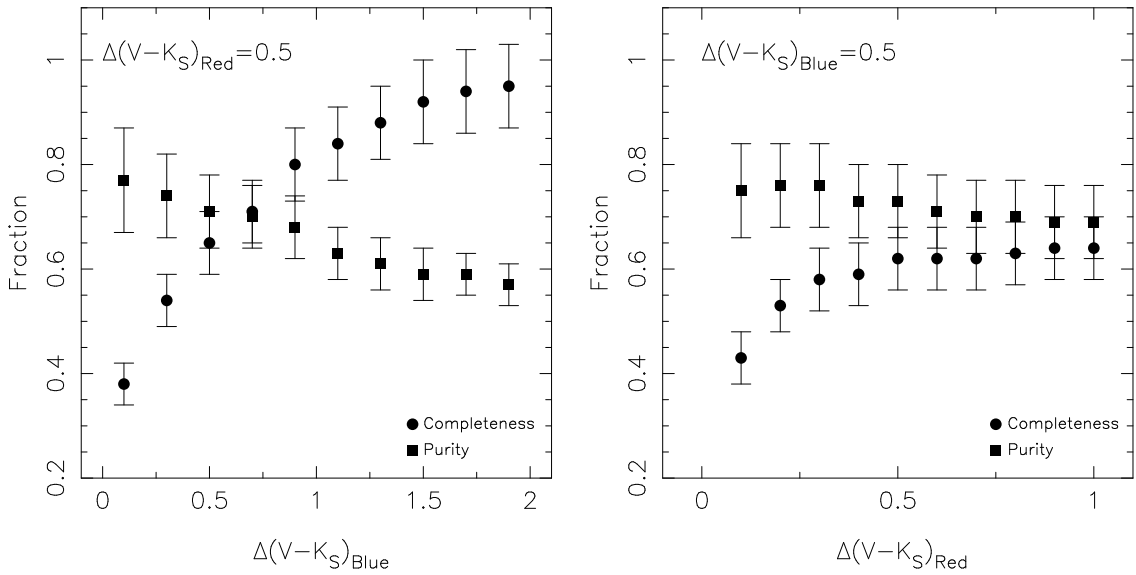 Δ(V−K_S)_Red=0.5
Fraction
1
0.8
0.6
0.4
0.2
Completeness
Purity
0 0.5 1 1.5 2
Δ(V−K_S)_Blue
Δ(V−K_S)_Blue=0.5
Fraction
1
0.8
0.6
0.4
0.2
Completeness
Purity
0 0.5 1
Δ(V−K_S)_Red